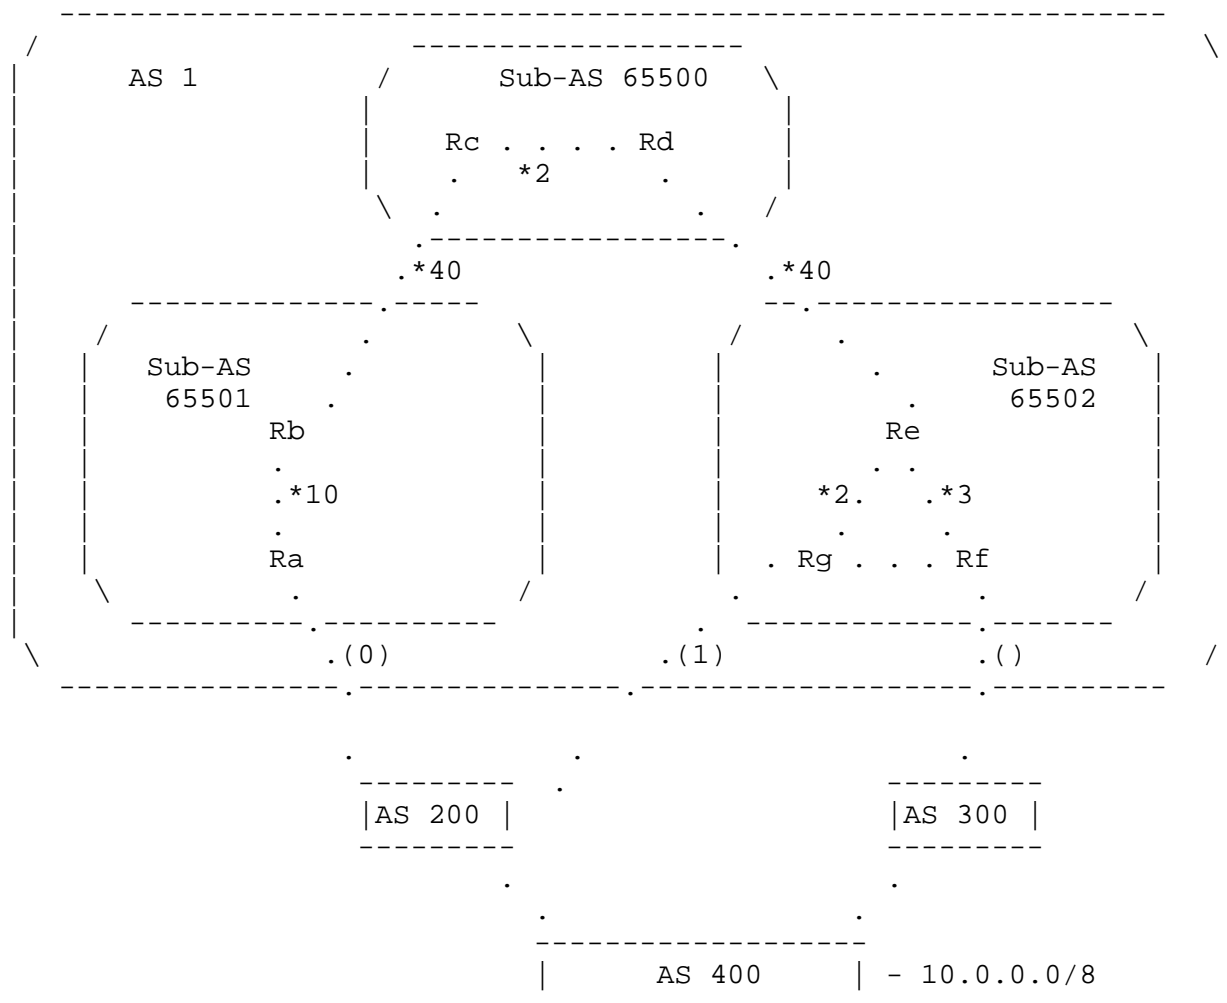 AS 1 Sub-AS 65500
Rc . . . . Rd
*2
*40 *40
Sub-AS Sub-AS
65501 65502
Rb Re
*10 *2 *3
Ra Rg . . . Rf
(0) (1) ()
AS 200 AS 300
AS 400 - 10.0.0.0/8